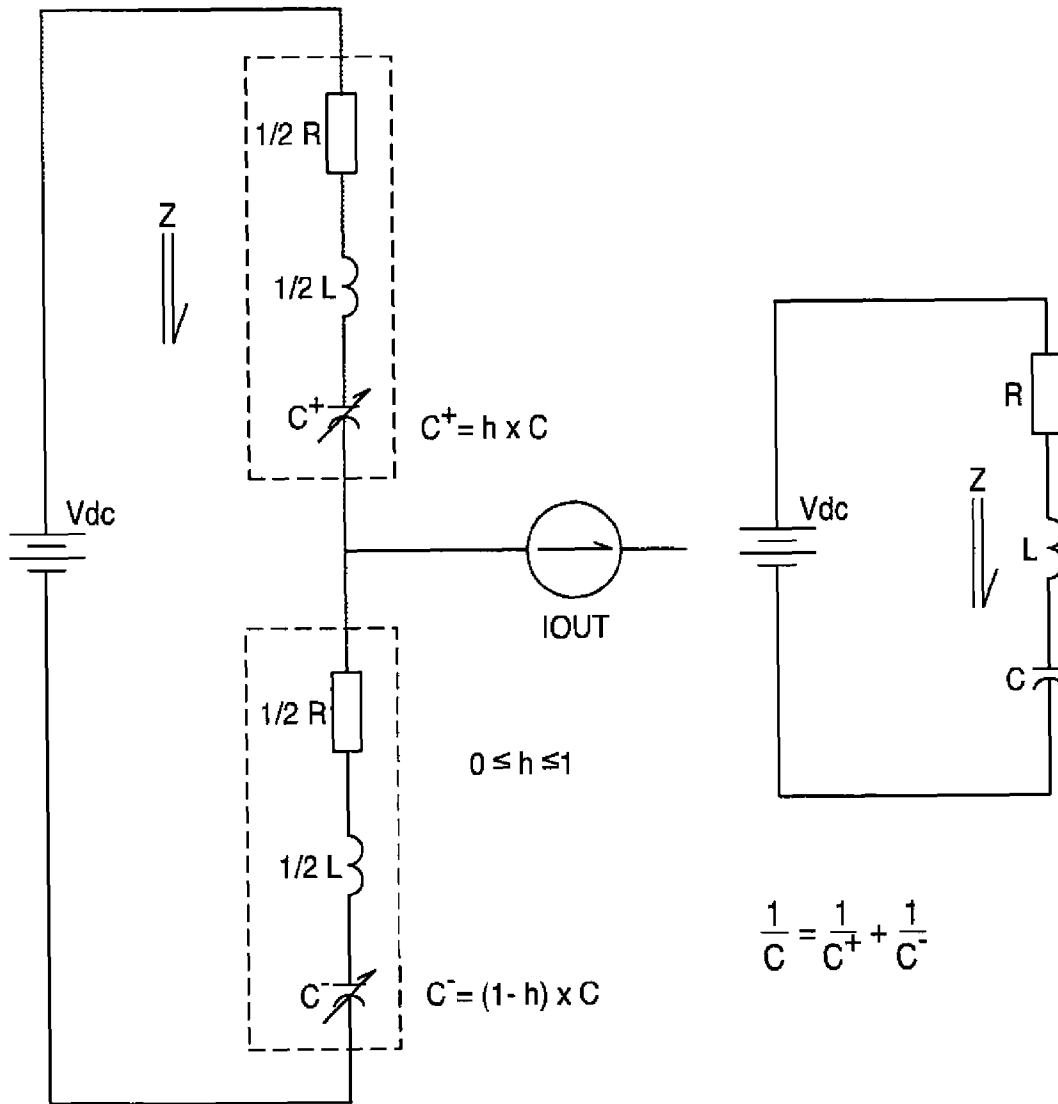 1/2 R
Z
1/2 L
C+
C+= h x C
Vdc
IOUT
1/2 R
0 ≤ h ≤1
1/2 L
C-
C-= (1- h) x C
R
Z
Vdc
L
C
1/C = 1/C+ + 1/C-